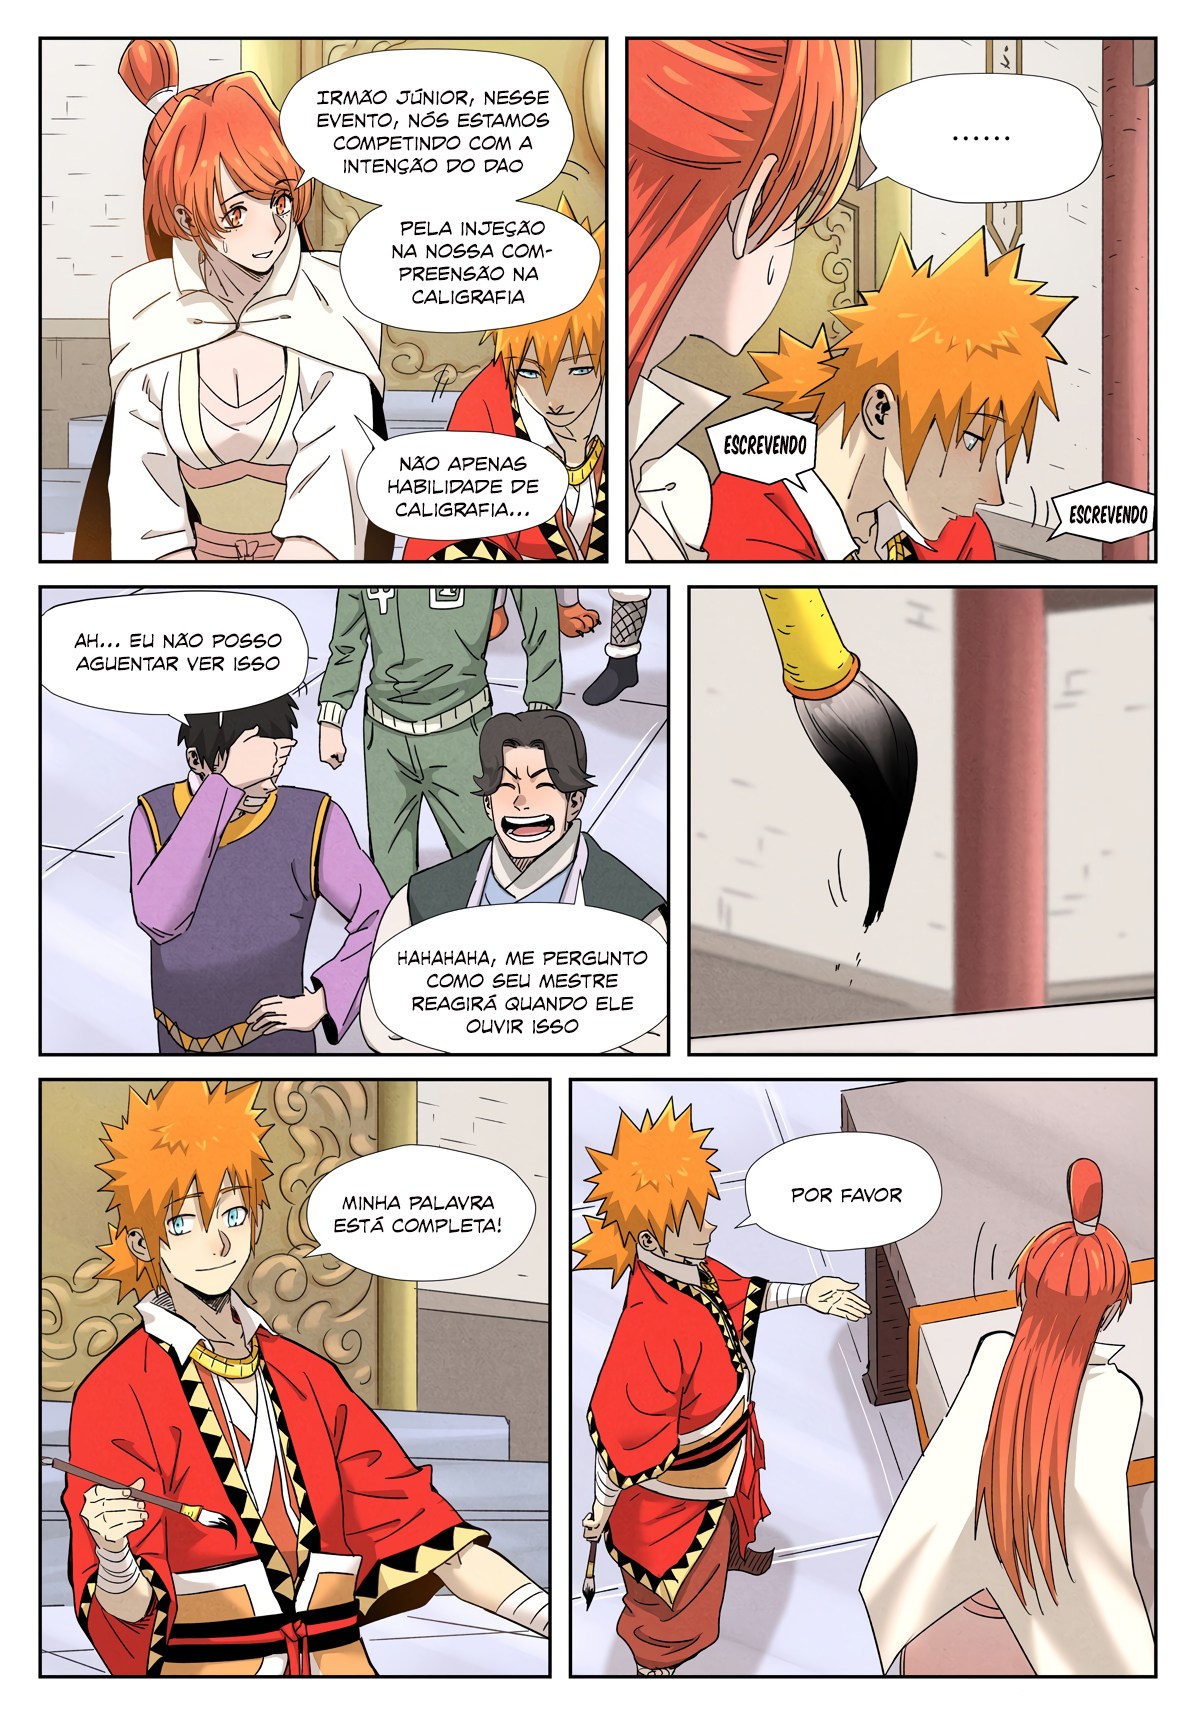 IRMÃO JÚNIOR, NESSE
EVENTO, NÓS ESTAMOS
COMPETINDO COM A
INTENÇÃO DO DAO
PELA INJEÇÃO
NA NOSSA COM-
PREENSÃO NA
CALIGRAFIA
NÃO APENAS
HABILIDADE DE
CALIGRAFIA...
......
ESCREVENDO
ESCREVENDO
AH... EU NÃO POSSO
AGUENTAR VER ISSO
中
HAHAHAHA, ME PERGUNTO
COMO SEU MESTRE
REAGIRÁ QUANDO ELE
OUVIR ISSO
MINHA PALAVRA
ESTÁ COMPLETA!
POR FAVOR